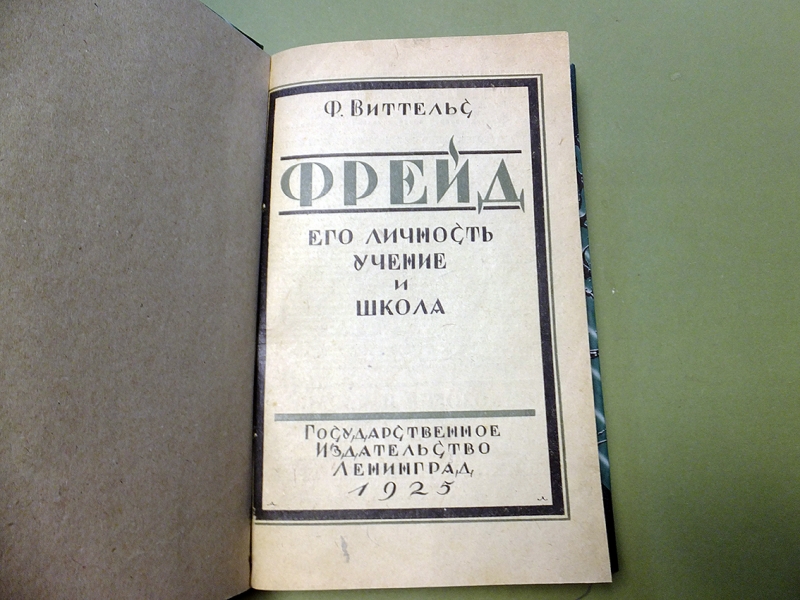 Ф. Виттельс
ФРЕЙД
ЕГО ЛИЧНОСТЬ
УЧЕНИЕ
И
ШКОЛА
ГОСУДАРСТВЕННОЕ
ИЗДАТЕЛЬСТВО
ЛЕНИНГРАД
1925